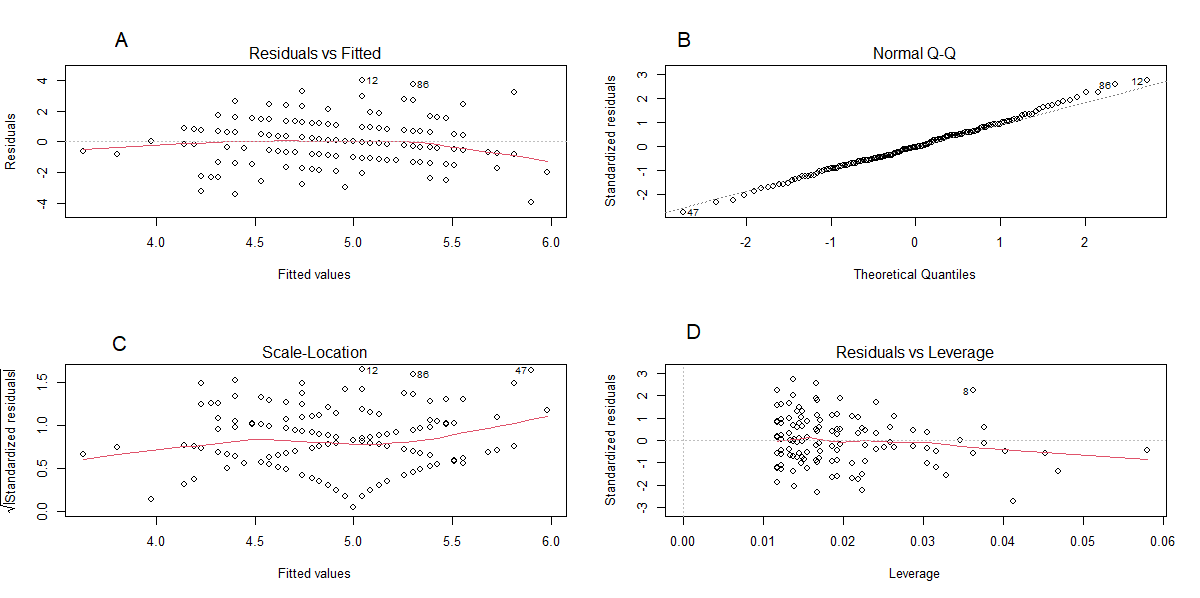 A
Residuals vs Fitted
Residuals
4
2
0
-2
-4
12
86
4.0 4.5 5.0 5.5 6.0
Fitted values
B
Normal Q-Q
Standardized residuals
3
2
1
0
-1
-2
86
12
47
-2 -1 0 1 2
Theoretical Quantiles
C
Scale-Location
√|Standardized residuals|
1.5
1.0
0.5
0.0
12
86
47
4.0 4.5 5.0 5.5 6.0
Fitted values
D
Residuals vs Leverage
Standardized residuals
3
2
1
0
-1
-2
-3
8
0.00 0.01 0.02 0.03 0.04 0.05 0.06
Leverage